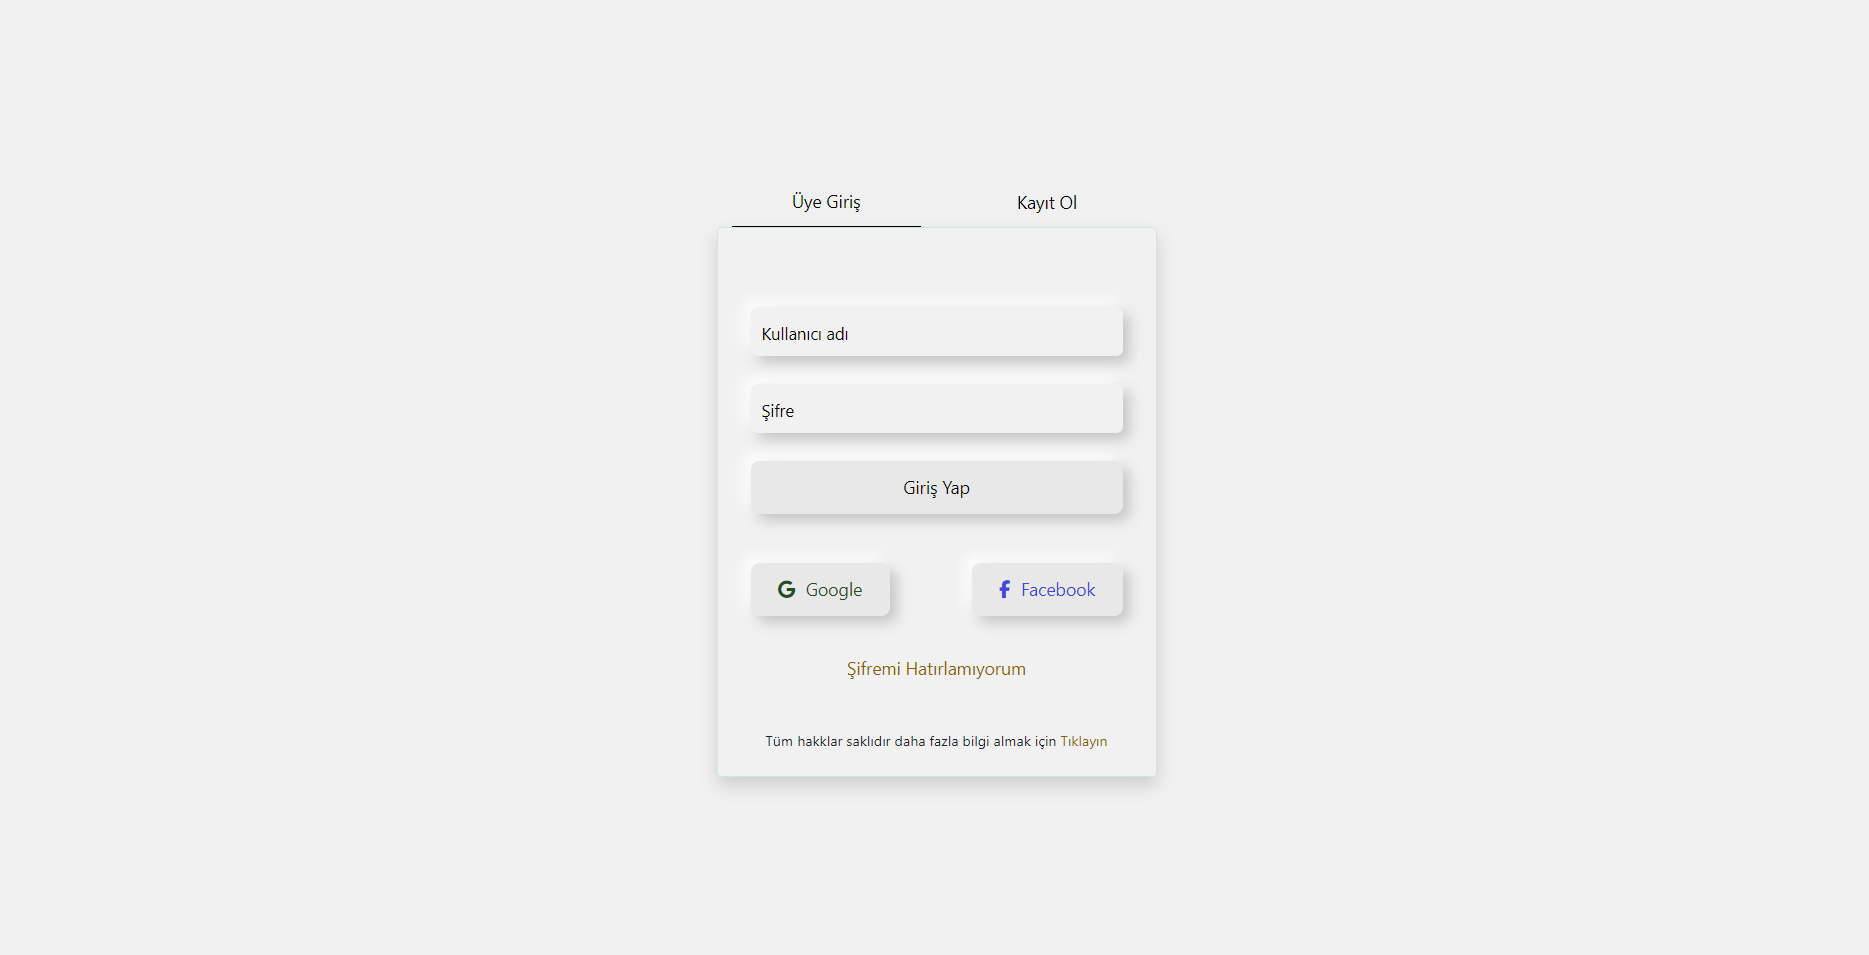 Üye Giriş
Kayıt Ol
Kullanıcı adı
Şifre
Giriş Yap
Google
Facebook
Şifremi Hatırlamıyorum
Tüm hakklar saklıdır daha fazla bilgi almak için Tıklayın